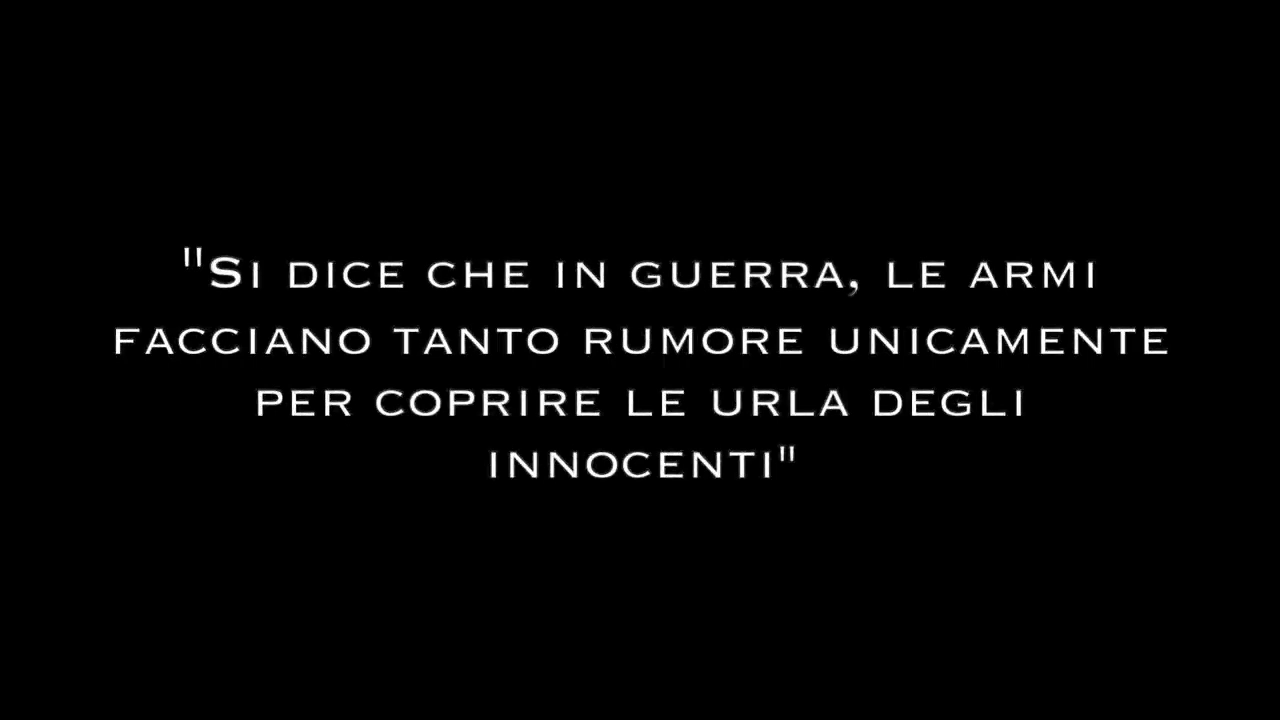 "Si dice che in guerra, le armi
facciano tanto rumore unicamente
per coprire le urla degli
innocenti"